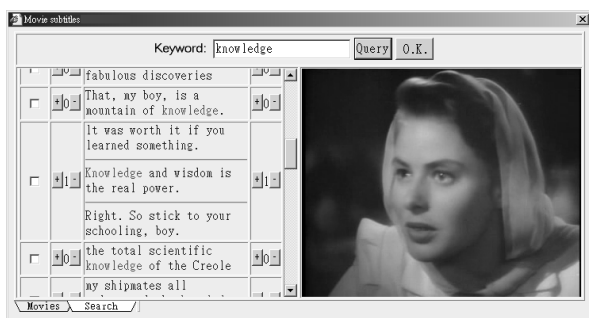 Movie subtitles
Keyword: knowledge Query O.K.
fabulous discoveries
+0- That, my boy, is a +0-
mountain of knowledge.
It was worth it if you
learned something.
+1- Knowledge and wisdom is +1-
the real power.
Right. So stick to your
schooling, boy.
+0- the total scientific +0-
knowledge of the Creole
my shipmates all
Movies Search